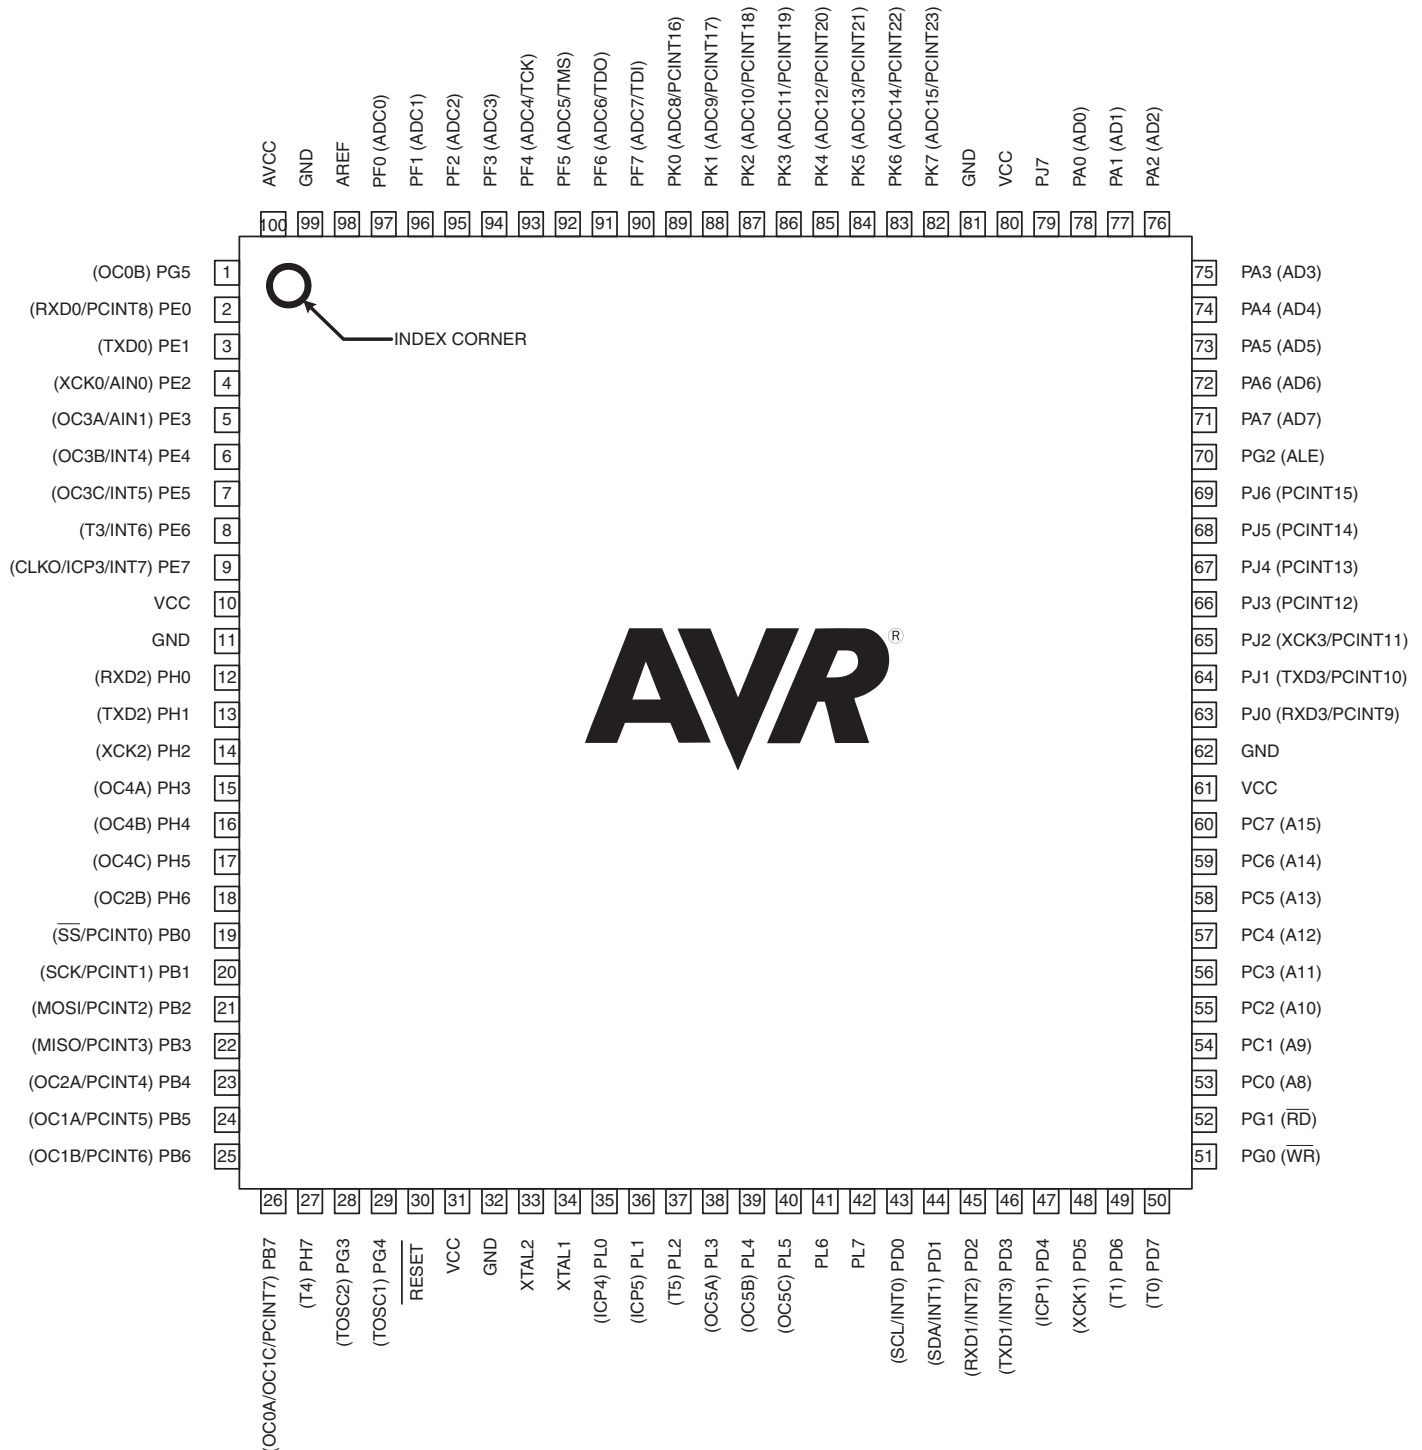 AVCC
GND
AREF
PF0 (ADC0)
PF1 (ADC1)
PF2 (ADC2)
PF3 (ADC3)
PF4 (ADC4/TCK)
PF5 (ADC5/TMS)
PF6 (ADC6/TDO)
PF7 (ADC7/TDI)
PK0 (ADC8/PCINT16)
PK1 (ADC9/PCINT17)
PK2 (ADC10/PCINT18)
PK3 (ADC11/PCINT19)
PK4 (ADC12/PCINT20)
PK5 (ADC13/PCINT21)
PK6 (ADC14/PCINT22)
PK7 (ADC15/PCINT23)
GND
VCC
PJ7
PA0 (AD0)
PA1 (AD1)
PA2 (AD2)
100 99 98 97 96 95 94 93 92 91 90 89 88 87 86 85 84 83 82 81 80 79 78 77 76
(OC0B) PG5 1
(RXD0/PCINT8) PE0 2
(TXD0) PE1 3
(XCK0/AIN0) PE2 4
(OC3A/AIN1) PE3 5
(OC3B/INT4) PE4 6
(OC3C/INT5) PE5 7
(T3/INT6) PE6 8
(CLKO/ICP3/INT7) PE7 9
VCC 10
GND 11
(RXD2) PH0 12
(TXD2) PH1 13
(XCK2) PH2 14
(OC4A) PH3 15
(OC4B) PH4 16
(OC4C) PH5 17
(OC2B) PH6 18
(S̅S̅/PCINT0) PB0 19
(SCK/PCINT1) PB1 20
(MOSI/PCINT2) PB2 21
(MISO/PCINT3) PB3 22
(OC2A/PCINT4) PB4 23
(OC1A/PCINT5) PB5 24
(OC1B/PCINT6) PB6 25
INDEX CORNER
AVR®
75 PA3 (AD3)
74 PA4 (AD4)
73 PA5 (AD5)
72 PA6 (AD6)
71 PA7 (AD7)
70 PG2 (ALE)
69 PJ6 (PCINT15)
68 PJ5 (PCINT14)
67 PJ4 (PCINT13)
66 PJ3 (PCINT12)
65 PJ2 (XCK3/PCINT11)
64 PJ1 (TXD3/PCINT10)
63 PJ0 (RXD3/PCINT9)
62 GND
61 VCC
60 PC7 (A15)
59 PC6 (A14)
58 PC5 (A13)
57 PC4 (A12)
56 PC3 (A11)
55 PC2 (A10)
54 PC1 (A9)
53 PC0 (A8)
52 PG1 (R̅D̅)
51 PG0 (W̅R̅)
26 27 28 29 30 31 32 33 34 35 36 37 38 39 40 41 42 43 44 45 46 47 48 49 50
(OC0A/OC1C/PCINT7) PB7
(T4) PH7
(TOSC2) PG3
(TOSC1) PG4
R̅E̅S̅E̅T̅
VCC
GND
XTAL2
XTAL1
(ICP4) PL0
(ICP5) PL1
(T5) PL2
(OC5A) PL3
(OC5B) PL4
(OC5C) PL5
PL6
PL7
(SCL/INT0) PD0
(SDA/INT1) PD1
(RXD1/INT2) PD2
(TXD1/INT3) PD3
(ICP1) PD4
(XCK1) PD5
(T1) PD6
(T0) PD7